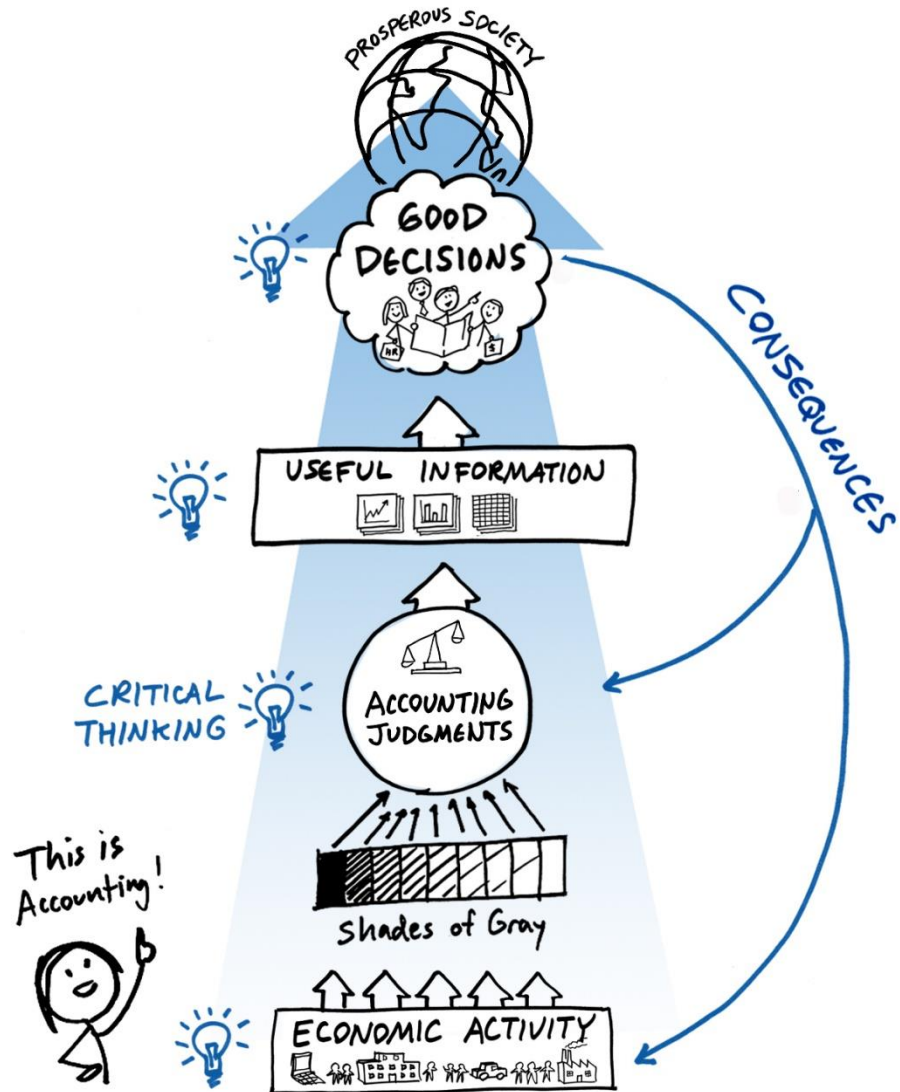 PROSPEROUS SOCIETY
GOOD
DECISIONS
HR
$
CONSEQUENCES
USEFUL INFORMATION
CRITICAL
THINKING
ACCOUNTING
JUDGMENTS
This is
Accounting!
Shades of Gray
ECONOMIC ACTIVITY